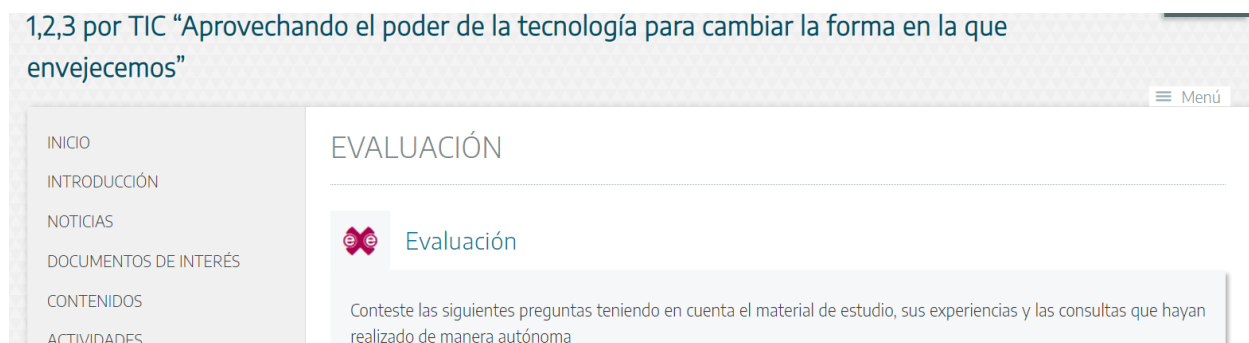 1,2,3 por TIC “Aprovechando el poder de la tecnología para cambiar la forma en la que
envejecemos”
Menú
INICIO
INTRODUCCIÓN
NOTICIAS
DOCUMENTOS DE INTERÉS
CONTENIDOS
ACTIVIDADES
EVALUACIÓN
Evaluación
Conteste las siguientes preguntas teniendo en cuenta el material de estudio, sus experiencias y las consultas que hayan
realizado de manera autónoma